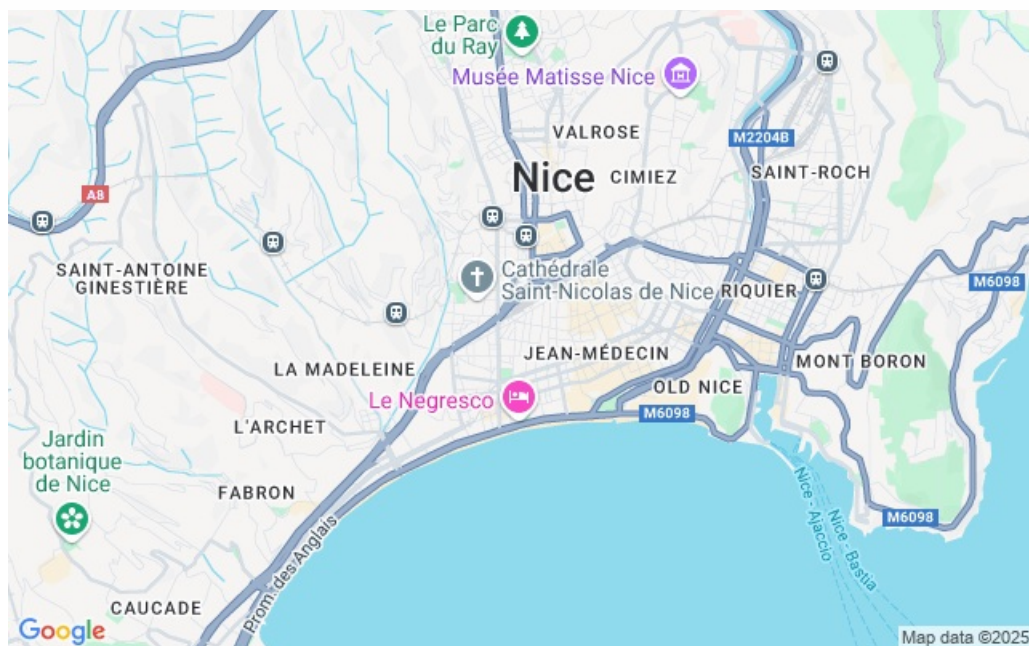 Le Parc
du Ray
Musée Matisse Nice
VALROSE
M2204B
Nice
CIMIEZ
SAINT-ROCH
A8
SAINT-ANTOINE
GINESTIÈRE
Cathédrale
Saint-Nicolas de Nice
RIQUIER
M6098
JEAN-MÉDECIN
MONT BORON
LA MADELEINE
OLD NICE
Le Negresco
M6098
L'ARCHET
Jardin
botanique
de Nice
FABRON
M6098
Nice - Ajaccio
Nice - Bastia
Prom. des Anglais
CAUCADE
Google
Map data ©2025